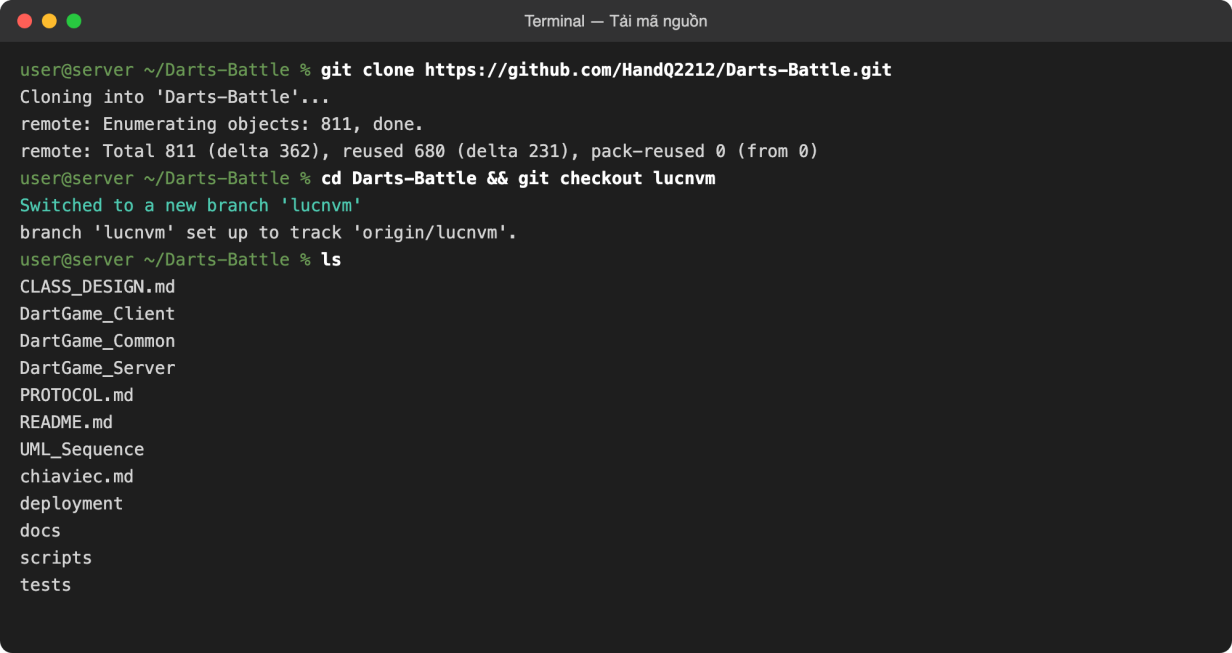 Terminal — Tải mã nguồn
user@server ~/Darts-Battle % git clone https://github.com/HandQ2212/Darts-Battle.git
Cloning into 'Darts-Battle'...
remote: Enumerating objects: 811, done.
remote: Total 811 (delta 362), reused 680 (delta 231), pack-reused 0 (from 0)
user@server ~/Darts-Battle % cd Darts-Battle && git checkout lucnvm
Switched to a new branch 'lucnvm'
branch 'lucnvm' set up to track 'origin/lucnvm'.
user@server ~/Darts-Battle % ls
CLASS_DESIGN.md
DartGame_Client
DartGame_Common
DartGame_Server
PROTOCOL.md
README.md
UML_Sequence
chiaviec.md
deployment
docs
scripts
tests